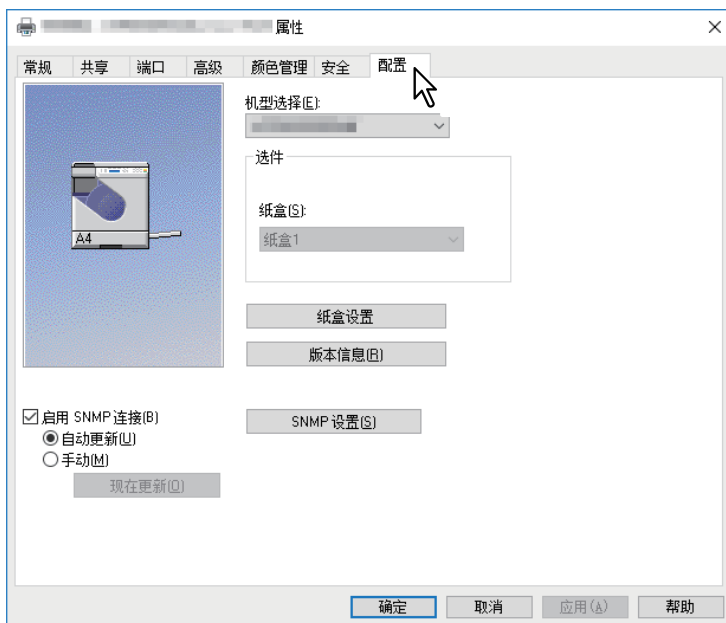 属性
常规 共享 端口 高级 颜色管理 安全 配置
机型选择(E):
选件
纸盒(S):
纸盒1
A4
纸盒设置
版本信息(R)
启用 SNMP 连接(B)
SNMP 设置(S)
自动更新(U)
手动(M)
现在更新(O)
确定 取消 应用(A) 帮助